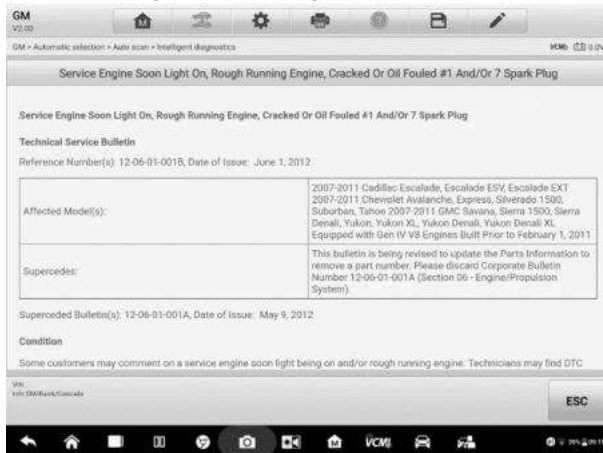 GM
V2.00
GM > Automatic selection > Auto scan > Intelligent diagnostics
VCMI
Service Engine Soon Light On, Rough Running Engine, Cracked Or Oil Fouled #1 And/Or 7 Spark Plug
Service Engine Soon Light On, Rough Running Engine, Cracked Or Oil Fouled #1 And/Or 7 Spark Plug
Technical Service Bulletin
Reference Number(s): 12-06-01-001B, Date of Issue: June 1, 2012
Affected Model(s):
2007-2011 Cadillac Escalade, Escalade ESV, Escalade EXT
2007-2011 Chevrolet Avalanche, Express, Silverado 1500,
Suburban, Tahoe 2007-2011 GMC Savana, Sierra 1500, Sierra
Denali, Yukon, Yukon XL, Yukon Denali, Yukon Denali XL
Equipped with Gen IV V8 Engines Built Prior to February 1, 2011
Supercedes:
This bulletin is being revised to update the Parts Information to
remove a part number. Please discard Corporate Bulletin
Number 12-06-01-001A (Section 06 - Engine/Propulsion
System).
Superceded Bulletin(s): 12-06-01-001A, Date of Issue: May 9, 2012
Condition
Some customers may comment on a service engine soon light being on and/or rough running engine. Technicians may find DTC
VIN:
ESC
VCMI